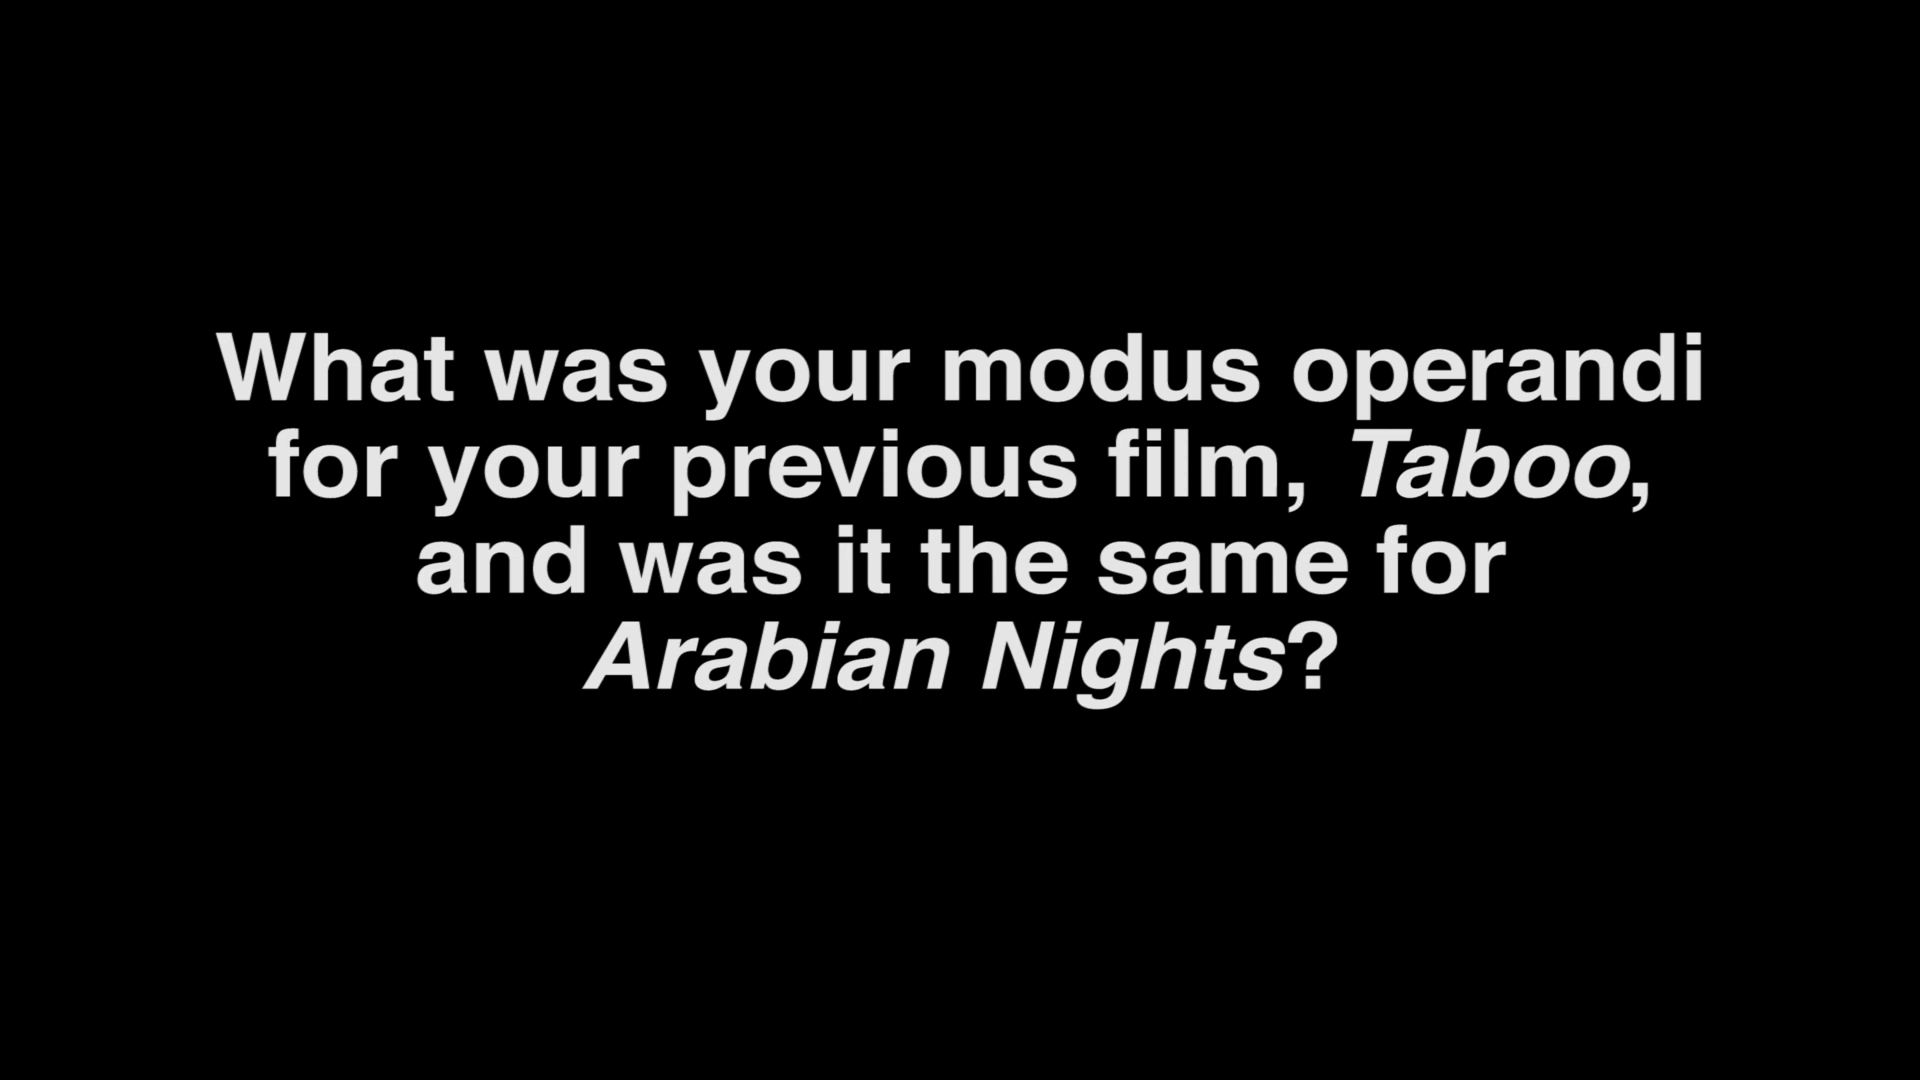 What was your modus operandi
for your previous film, Taboo,
and was it the same for
Arabian Nights?